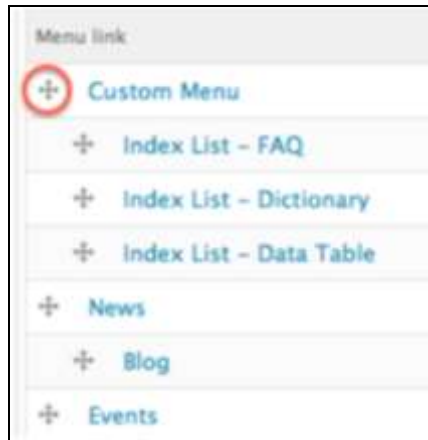 Menu link
Custom Menu
Index List – FAQ
Index List – Dictionary
Index List – Data Table
News
Blog
Events